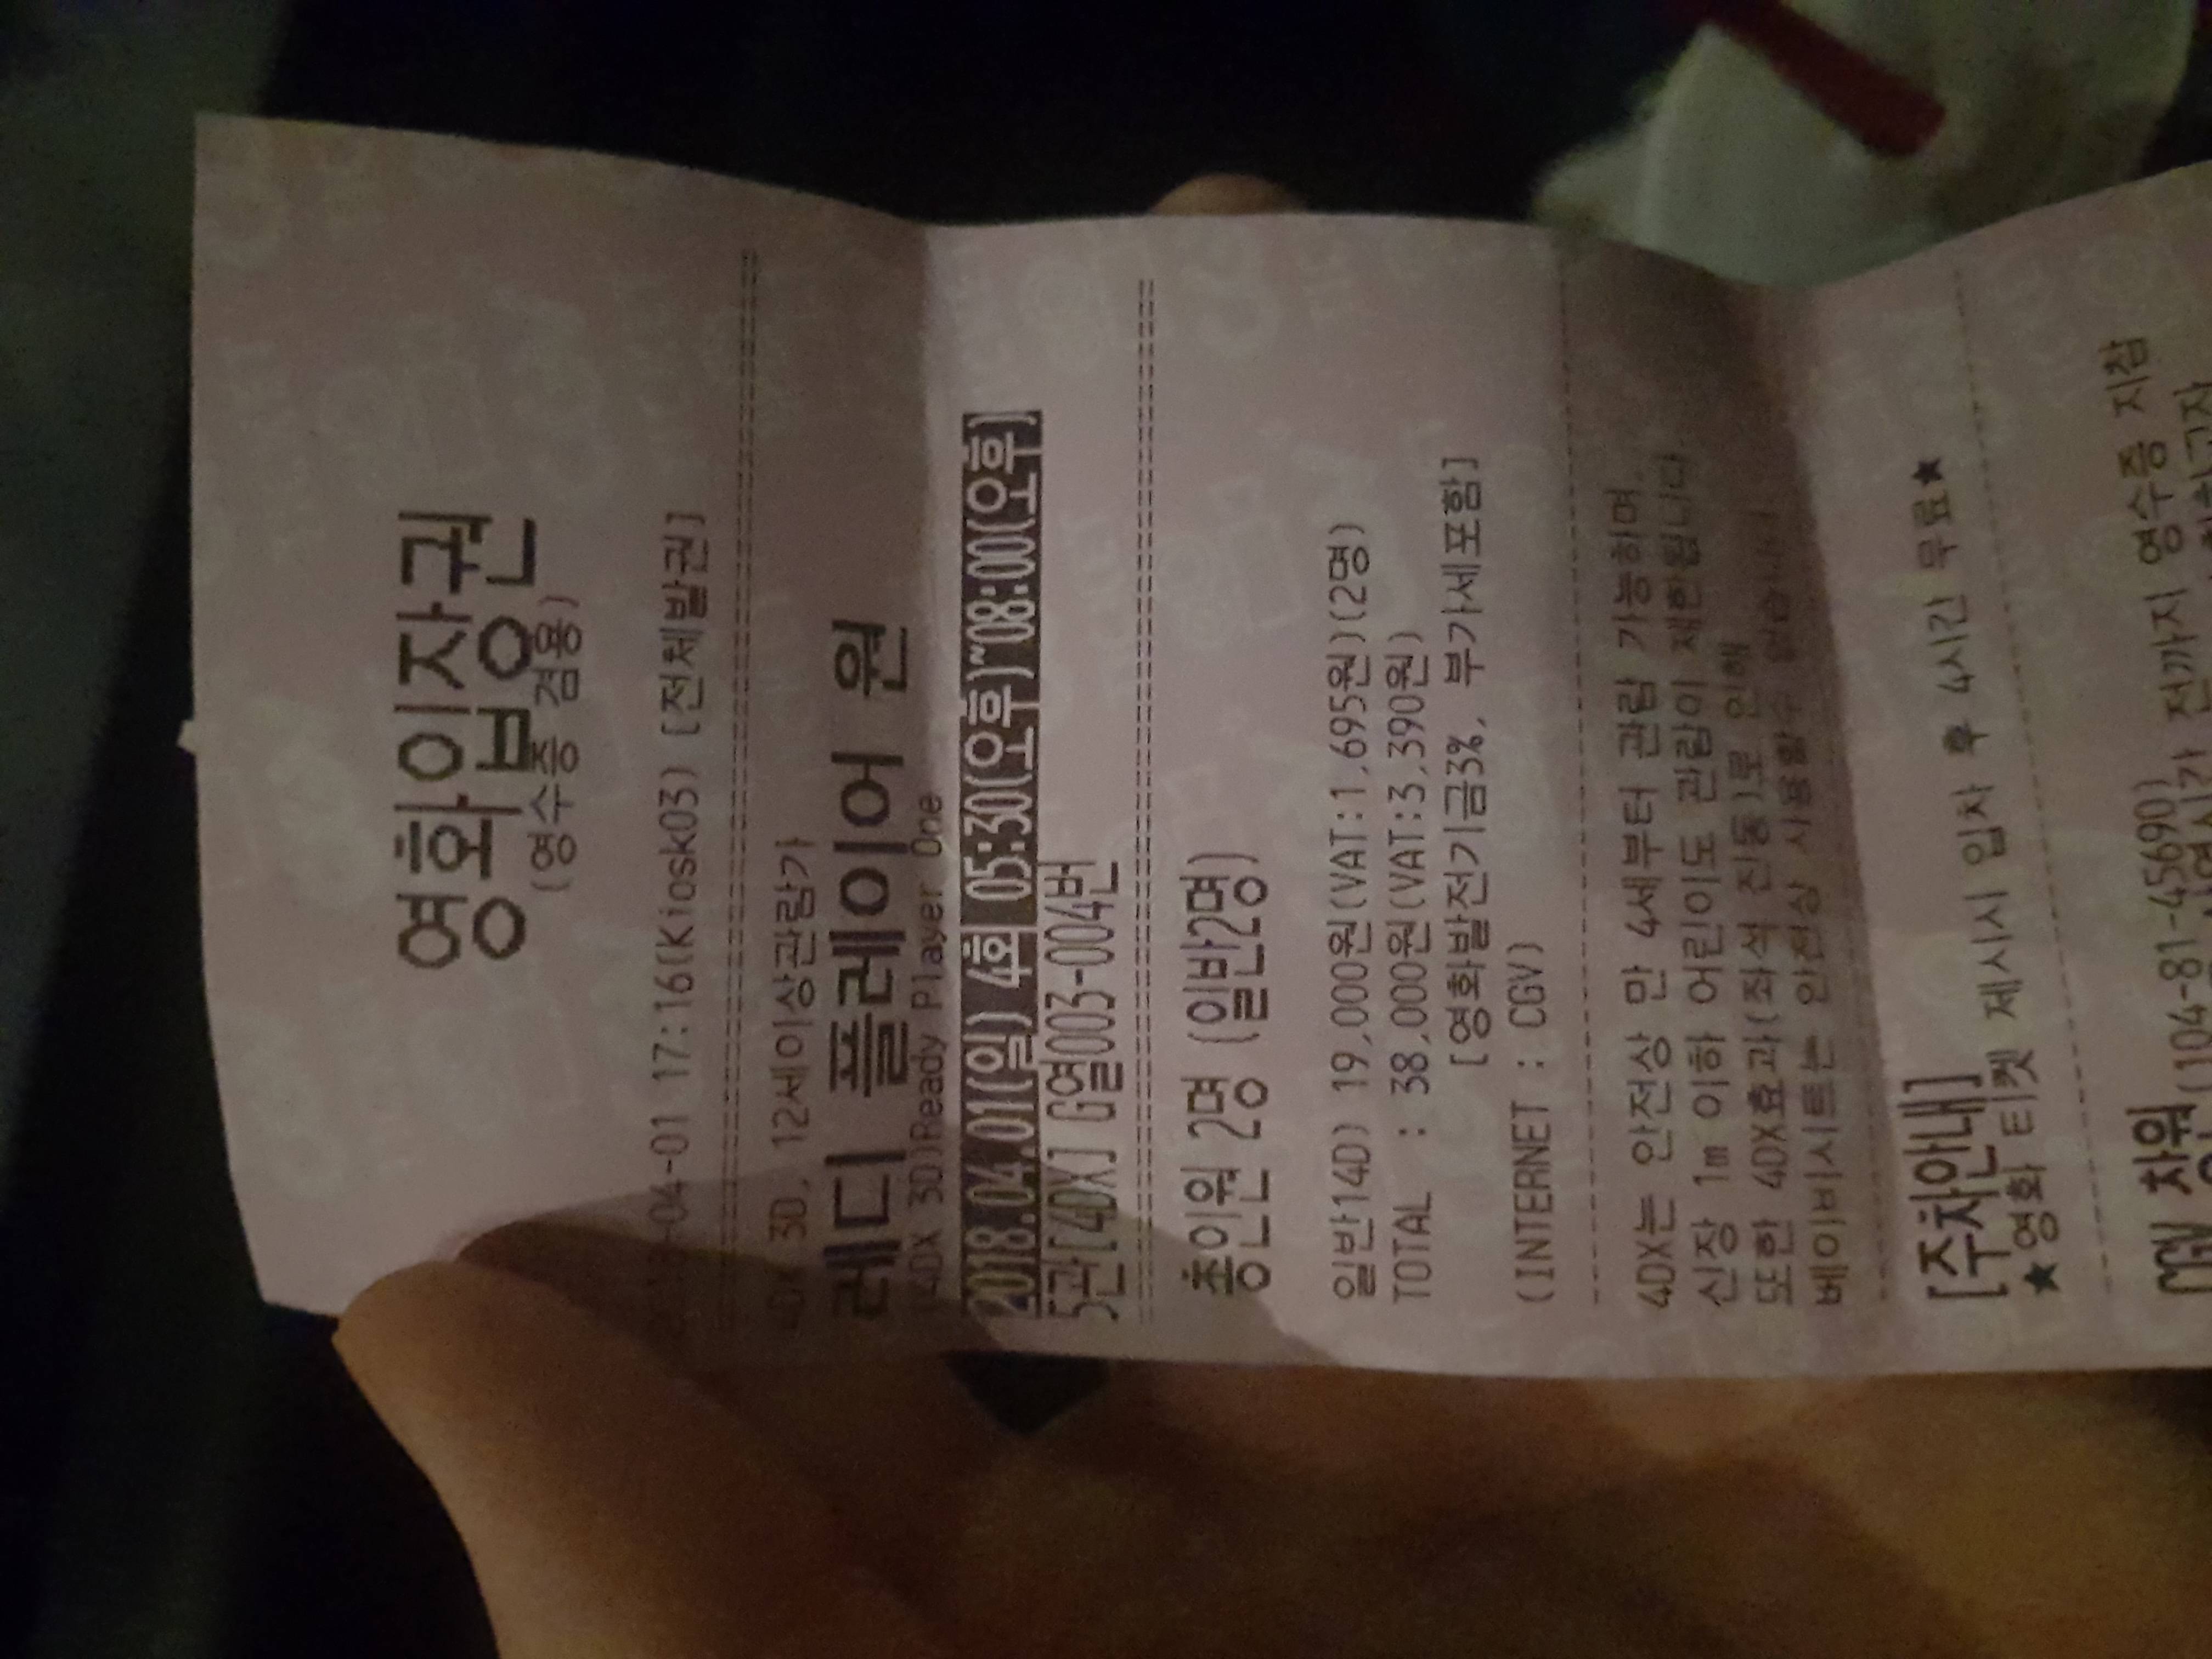 영화입장권
(영수증 겸용)
2018-04-01 17:16(Kiosk03) [전체발권]
4DX 3D, 12세이상관람가
레디 플레이어 원
(4DX 3D)Ready Player One
2018.04.01(일) 4회 05:30(오후)~08:00(오후)
5관[4DX] G열003-004번
총인원 2명 (일반2명)
일반14D) 19,000원(VAT:1,695원)(2명)
TOTAL : 38,000원(VAT:3,390원)
[영화발전기금3%, 부가세포함]
(INTERNET : CGV)
4DX는 안전상 만 4세부터 관람 가능하며,
신장 1m 이하 어린이도 관람이 제한됩니다.
또한 4DX효과(좌석 진동)로 인해
베이비시트는 안전상 사용할수 없습니다.
[주차안내]
★영화 티켓 제시시 입차 후 4시간 무료★
(104-81-45690)
전까지 영수증 지참